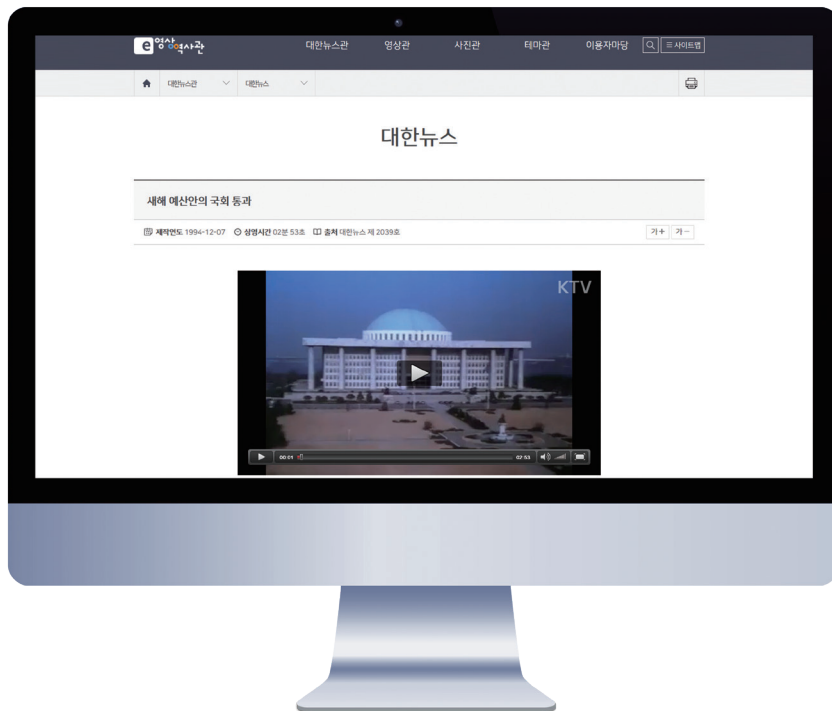 e영상역사관
대한뉴스관 영상관 사진관 테마관 이용자마당 사이트맵
대한뉴스관 대한뉴스
대한뉴스
새해 예산안의 국회 통과
제작연도 1994-12-07 상영시간 02분 53초 출처 대한뉴스 제 2039호 가+ 가-
KTV
00:01 02:53